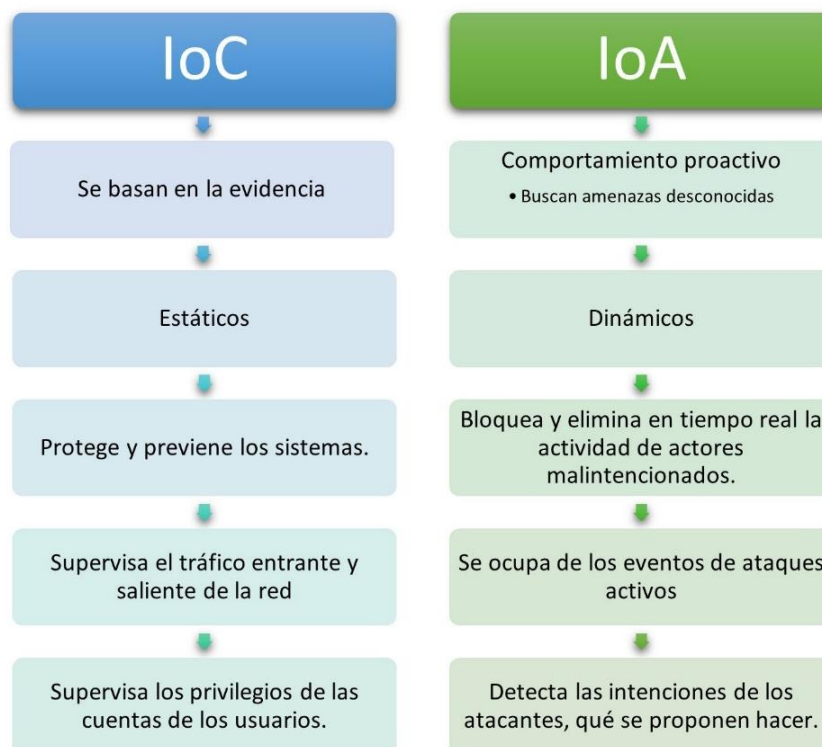 IoC
Se basan en la evidencia
Estáticos
Protege y previene los sistemas.
Supervisa el tráfico entrante y
saliente de la red
Supervisa los privilegios de las
cuentas de los usuarios.
IoA
Comportamiento proactivo
• Buscan amenazas desconocidas
Dinámicos
Bloquea y elimina en tiempo real la
actividad de actores
malintencionados.
Se ocupa de los eventos de ataques
activos
Detecta las intenciones de los
atacantes, qué se proponen hacer.